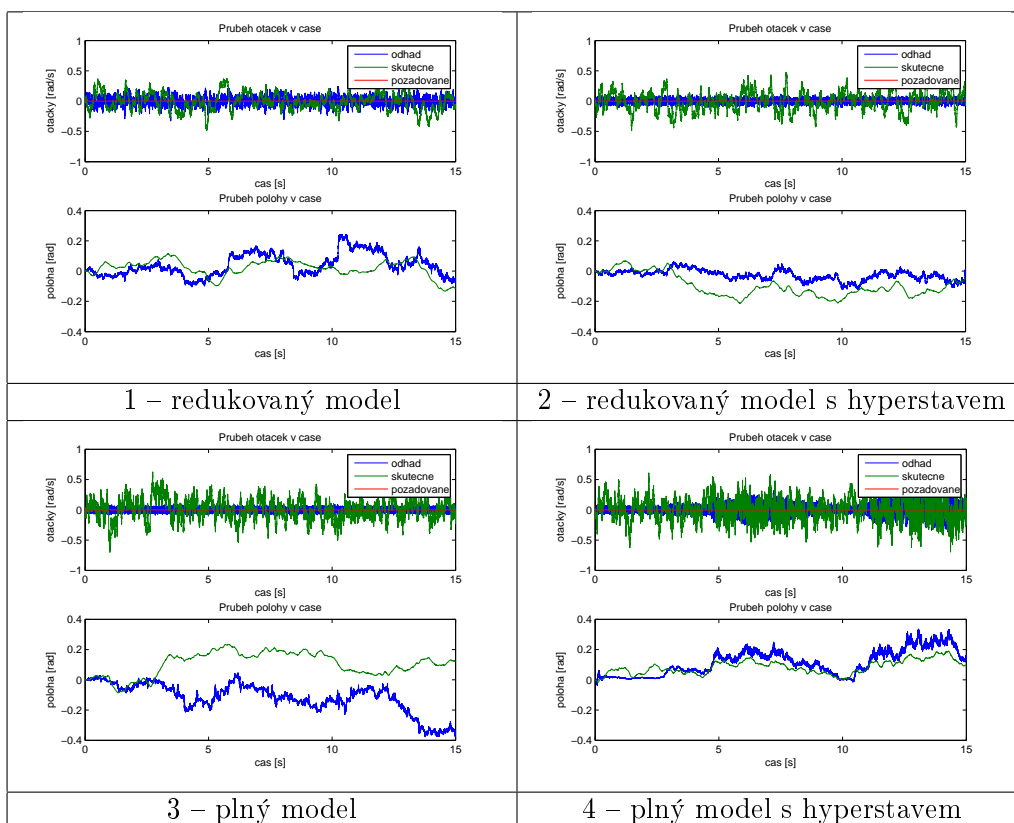 Prubeh otacek v case
1
0.5
0
−0.5
−1
otacky [rad/s]
odhad
skutecne
pozadovane
0
5
10
15
cas [s]
Prubeh polohy v case
0.4
0.2
0
−0.2
−0.4
poloha [rad]
0
5
10
15
cas [s]
1 – redukovaný model
Prubeh otacek v case
1
0.5
0
−0.5
−1
otacky [rad/s]
odhad
skutecne
pozadovane
0
5
10
15
cas [s]
Prubeh polohy v case
0.4
0.2
0
−0.2
−0.4
poloha [rad]
0
5
10
15
cas [s]
2 – redukovaný model s hyperstavem
Prubeh otacek v case
1
0.5
0
−0.5
−1
otacky [rad/s]
odhad
skutecne
pozadovane
0
5
10
15
cas [s]
Prubeh polohy v case
0.4
0.2
0
−0.2
−0.4
poloha [rad]
0
5
10
15
cas [s]
3 – plný model
Prubeh otacek v case
1
0.5
0
−0.5
−1
otacky [rad/s]
odhad
skutecne
pozadovane
0
5
10
15
cas [s]
Prubeh polohy v case
0.4
0.2
0
−0.2
−0.4
poloha [rad]
0
5
10
15
cas [s]
4 – plný model s hyperstavem